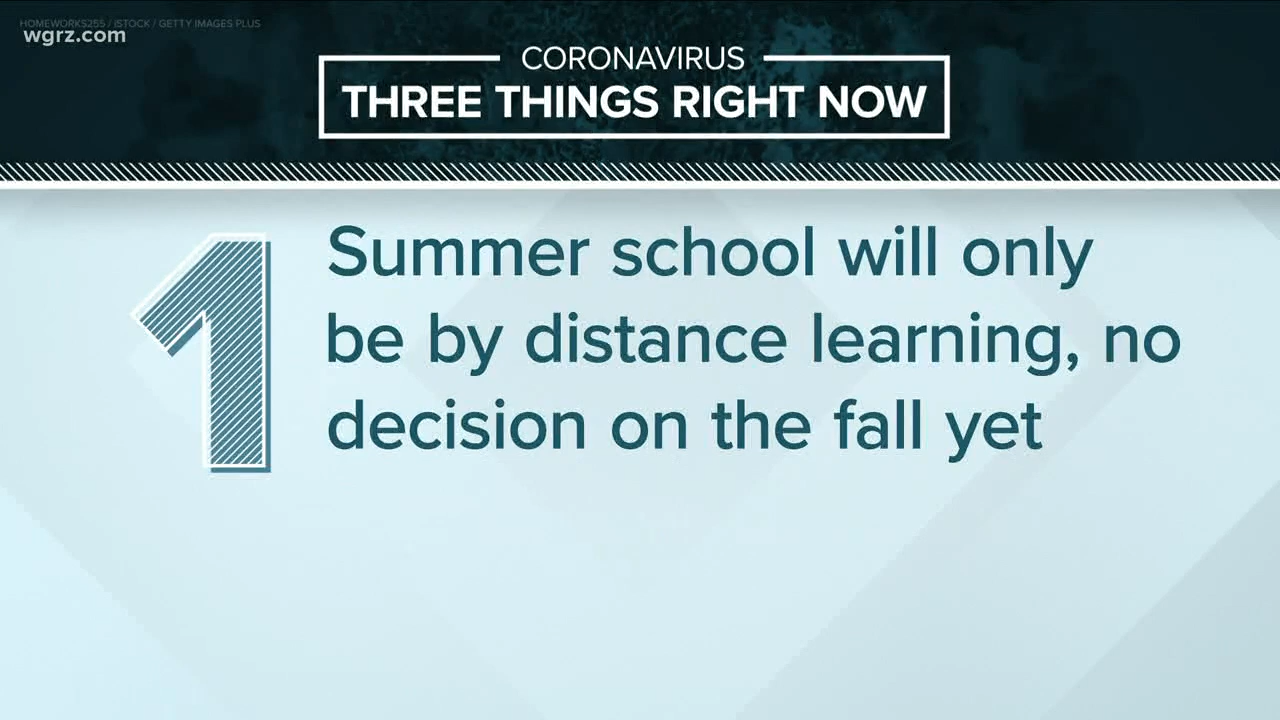 HOMEWORKS255 / ISTOCK / GETTY IMAGES PLUS
wgrz.com
CORONAVIRUS
THREE THINGS RIGHT NOW
1
Summer school will only
be by distance learning, no
decision on the fall yet